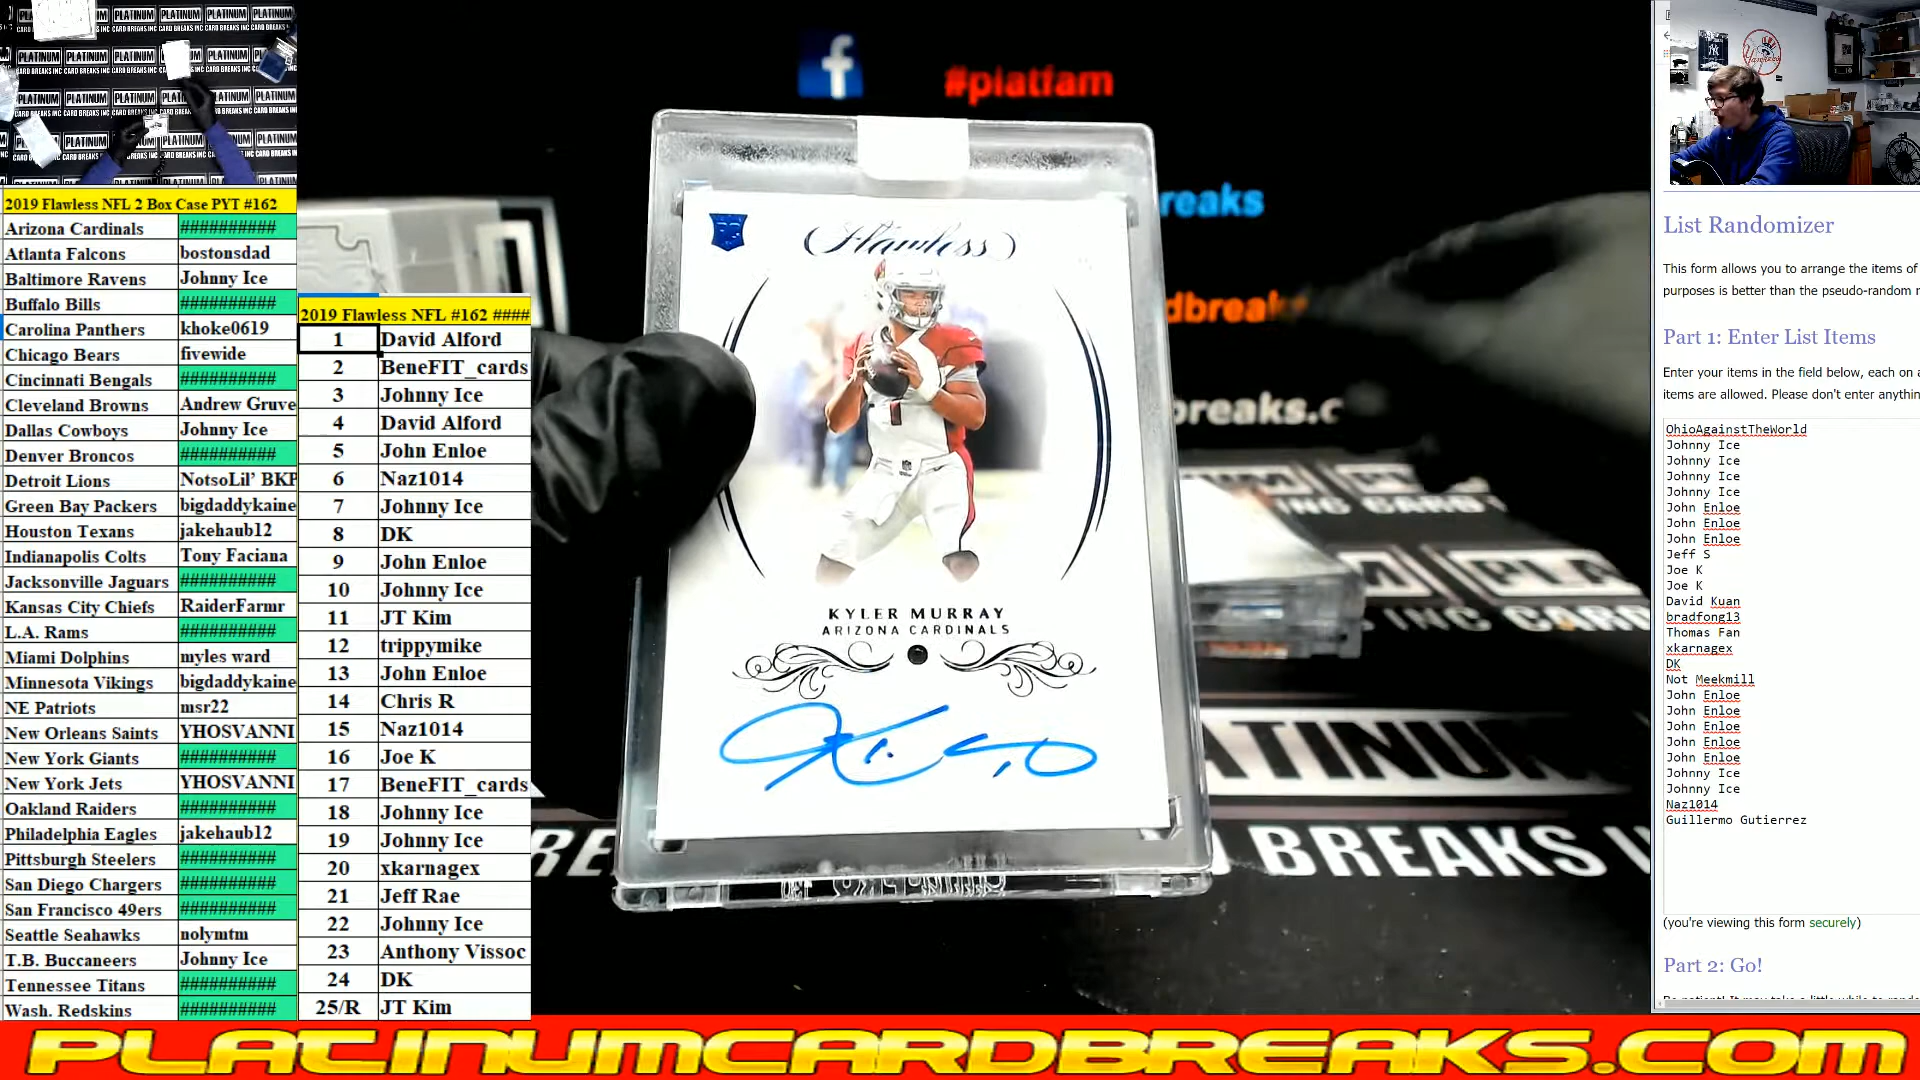 2019 Flawless NFL 2 Box Case PYT #162
Arizona Cardinals ##########
Atlanta Falcons bostonsdad
Baltimore Ravens Johnny Ice
Buffalo Bills ##########
Carolina Panthers khoke0619
Chicago Bears fivewide
Cincinnati Bengals ##########
Cleveland Browns Andrew Gruve
Dallas Cowboys Johnny Ice
Denver Broncos ##########
Detroit Lions NotsoLil' BKP
Green Bay Packers bigdaddykaine
Houston Texans jakehaub12
Indianapolis Colts Tony Faciana
Jacksonville Jaguars ##########
Kansas City Chiefs RaiderFarmr
L.A. Rams ##########
Miami Dolphins myles ward
Minnesota Vikings bigdaddykaine
NE Patriots msr22
New Orleans Saints YHOSVANNI
New York Giants ##########
New York Jets YHOSVANNI
Oakland Raiders ##########
Philadelphia Eagles jakehaub12
Pittsburgh Steelers ##########
San Diego Chargers ##########
San Francisco 49ers ##########
Seattle Seahawks nolymtm
T.B. Buccaneers Johnny Ice
Tennessee Titans ##########
Wash. Redskins ##########
2019 Flawless NFL #162 ####
1 David Alford
2 BeneFIT_cards
3 Johnny Ice
4 David Alford
5 John Enloe
6 Naz1014
7 Johnny Ice
8 DK
9 John Enloe
10 Johnny Ice
11 JT Kim
12 trippymike
13 John Enloe
14 Chris R
15 Naz1014
16 Joe K
17 BeneFIT_cards
18 Johnny Ice
19 Johnny Ice
20 xkarnagex
21 Jeff Rae
22 Johnny Ice
23 Anthony Vissoc
24 DK
25/R JT Kim
f #platfam
reaks
dbreak
breaks.c
Flawless
1
KYLER MURRAY
ARIZONA CARDINALS
PLATINUM
BREAKS
List Randomizer
This form allows you to arrange the items of
purposes is better than the pseudo-random
Part 1: Enter List Items
Enter your items in the field below, each on a
items are allowed. Please don't enter anythin
OhioAgainstTheWorld
Johnny Ice
Johnny Ice
Johnny Ice
Johnny Ice
John Enloe
John Enloe
John Enloe
Jeff S
Joe K
Joe K
David Kuan
bradfong13
Thomas Fan
xkarnagex
DK
Not Meekmill
John Enloe
John Enloe
John Enloe
John Enloe
John Enloe
Johnny Ice
Johnny Ice
Naz1014
Guillermo Gutierrez
(you're viewing this form securely)
Part 2: Go!
PLATINUMCARDBREAKS.COM